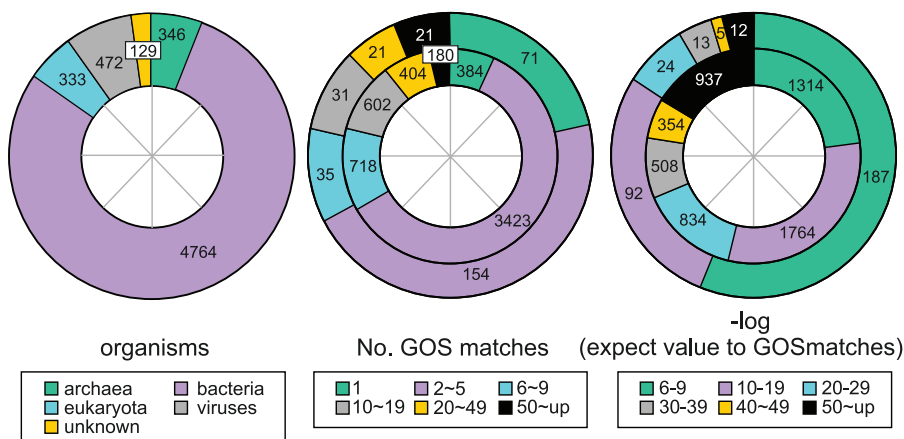 129
346
472
333
4764
21
180
21
404
384
71
31
602
35
718
3423
154
12
5
13
24
937
1314
354
508
92
187
834
1764
organisms
No. GOS matches
-log
(expect value to GOSmatches)
archaea bacteria
eukaryota viruses
unknown
1 2~5 6~9
10~19 20~49 50~up
6-9 10-19 20-29
30-39 40~49 50~up